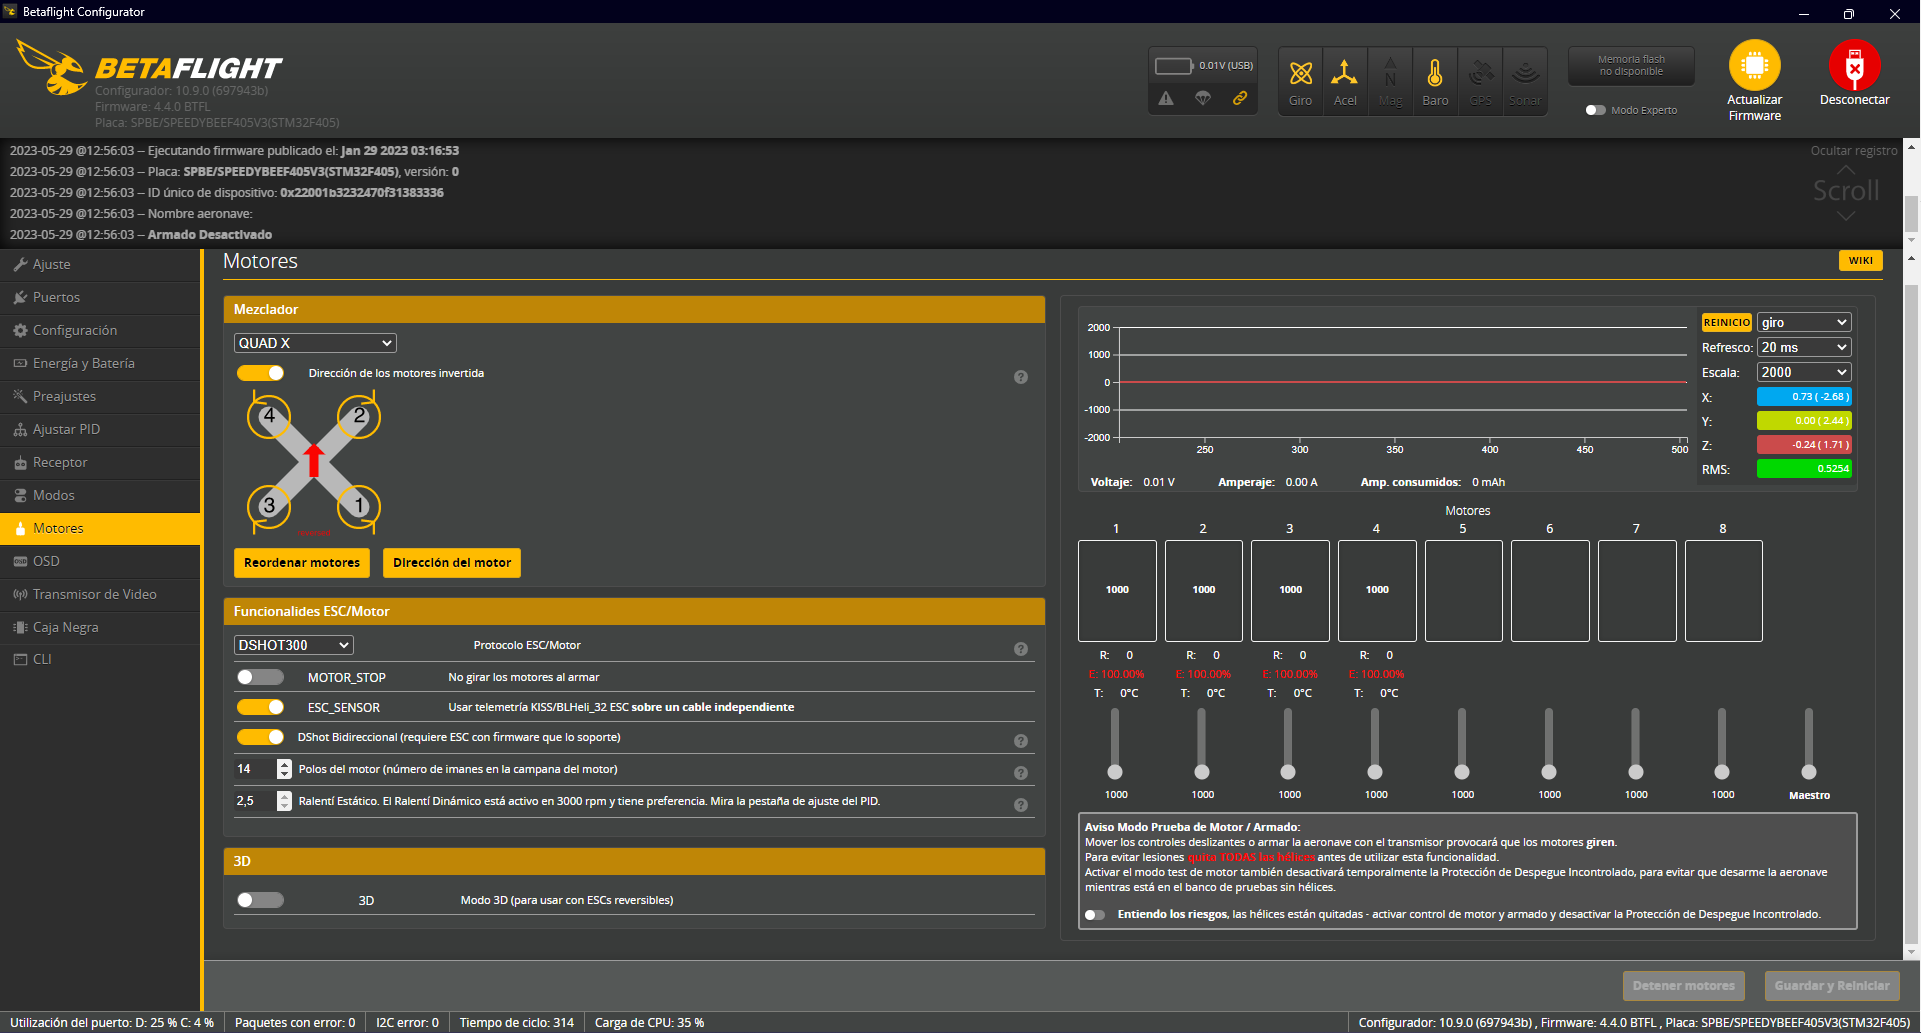 Betaflight Configurator
BETAFLIGHT
Configurador: 10.9.0 (697943b)
Firmware: 4.4.0 BTFL
Placa: SPBE/SPEEDYBEEF405V3(STM32F405)
0.01V (USB)
Giro
Acel
Mag
Baro
GPS
Sonar
Memoria flash
no disponible
Modo Experto
Actualizar
Firmware
Desconectar
2023-05-29 @12:56:03 -- Ejecutando firmware publicado el: Jan 29 2023 03:16:53
2023-05-29 @12:56:03 -- Placa: SPBE/SPEEDYBEEF405V3(STM32F405), versión: 0
2023-05-29 @12:56:03 -- ID único de dispositivo: 0x22001b3232470f31383336
2023-05-29 @12:56:03 -- Nombre aeronave:
2023-05-29 @12:56:03 -- Armado Desactivado
Ocultar registro
Scroll
Ajuste
Puertos
Configuración
Energía y Batería
Preajustes
Ajustar PID
Receptor
Modos
Motores
OSD
Transmisor de Video
Caja Negra
CLI
Motores
WIKI
Mezclador
QUAD X
Dirección de los motores invertida
4
2
3
1
Reordenar motores
Dirección del motor
Funcionalides ESC/Motor
DSHOT300 Protocolo ESC/Motor
MOTOR_STOP No girar los motores al armar
ESC_SENSOR Usar telemetría KISS/BLHeli_32 ESC sobre un cable independiente
DShot Bidireccional (requiere ESC con firmware que lo soporte)
14 Polos del motor (número de imanes en la campana del motor)
2,5 Ralentí Estático. El Ralentí Dinámico está activo en 3000 rpm y tiene preferencia. Mira la pestaña de ajuste del PID.
3D
3D Modo 3D (para usar con ESCs reversibles)
2000
1000
0
-1000
-2000
250 300 350 400 450 500
REINICIO giro
Refresco: 20 ms
Escala: 2000
X: 0.73 ( -2.68 )
Y: 0.00 ( 2.44 )
Z: -0.24 ( 1.71 )
RMS: 0.5254
Voltaje: 0.01 V Amperaje: 0.00 A Amp. consumidos: 0 mAh
Motores
1 2 3 4 5 6 7 8
1000 1000 1000 1000
R: 0 R: 0 R: 0 R: 0
E: 100.00% E: 100.00% E: 100.00% E: 100.00%
T: 0°C T: 0°C T: 0°C T: 0°C
1000 1000 1000 1000 1000 1000 1000 1000 Maestro
Aviso Modo Prueba de Motor / Armado:
Mover los controles deslizantes o armar la aeronave con el transmisor provocará que los motores giren.
Para evitar lesiones quita TODAS las hélices antes de utilizar esta funcionalidad.
Activar el modo test de motor también desactivará temporalmente la Protección de Despegue Incontrolado, para evitar que desarme la aeronave
mientras está en el banco de pruebas sin hélices.
Entiendo los riesgos, las hélices están quitadas - activar control de motor y armado y desactivar la Protección de Despegue Incontrolado.
Detener motores
Guardar y Reiniciar
Utilización del puerto: D: 25 % C: 4 % Paquetes con error: 0 I2C error: 0 Tiempo de ciclo: 314 Carga de CPU: 35 %
Configurador: 10.9.0 (697943b) , Firmware: 4.4.0 BTFL , Placa: SPBE/SPEEDYBEEF405V3(STM32F405)